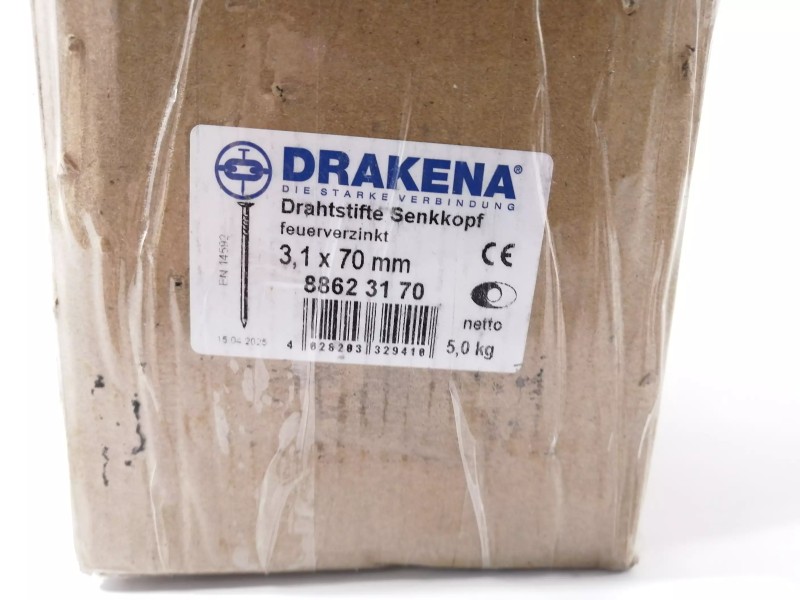 DRAKENA®
DIE STARKE VERBINDUNG
Drahtstifte Senkkopf
feuerverzinkt
3,1 x 70 mm
8862 31 70
CE
EN 14592
netto
5,0 kg
15.04.2025
4 028203 329410